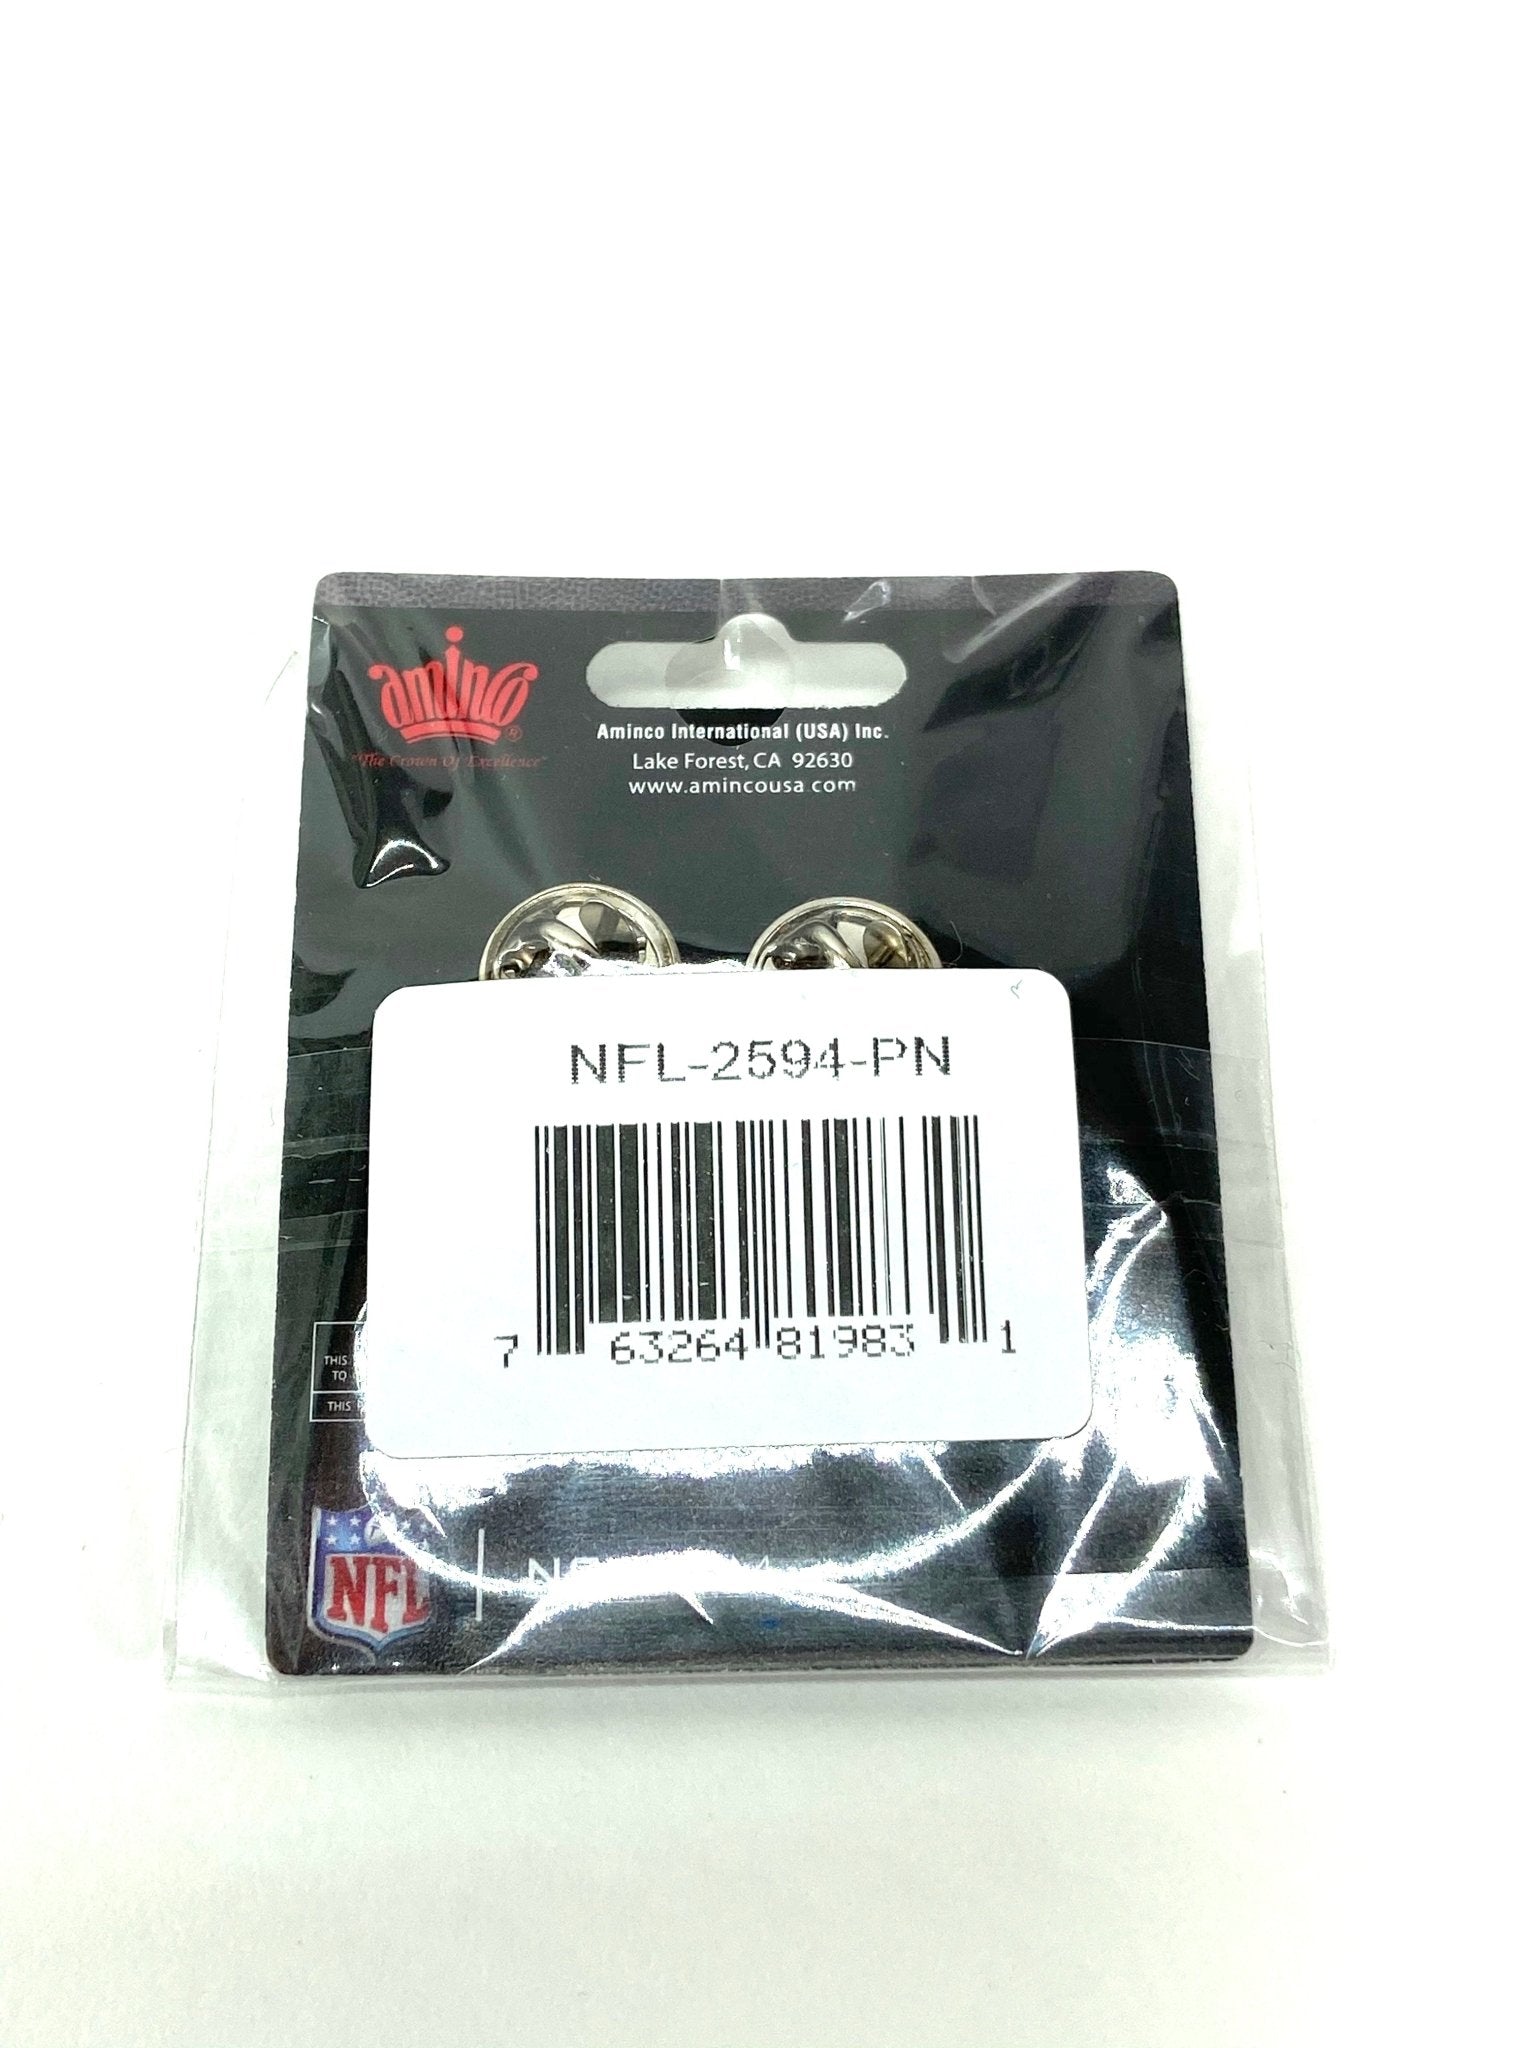 amınco®
"The Crown Of Excellence"
Aminco International (USA) Inc.
Lake Forest, CA 92630
www.amincousa.com
NFL-2594-PN
7 63264 81983 1
THIS
TO
THIS
NFL